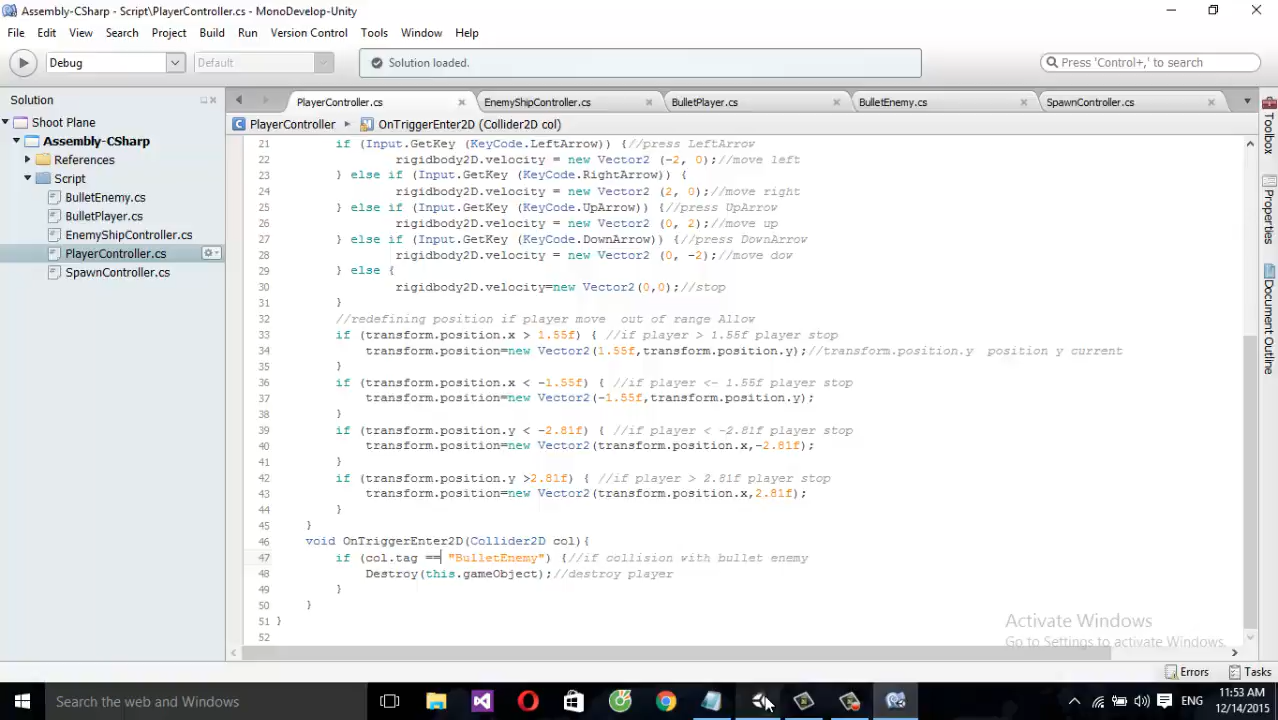 Assembly-CSharp - Script\PlayerController.cs - MonoDevelop-Unity
File Edit View Search Project Build Run Version Control Tools Window Help
Debug Default Solution loaded. Press 'Control+,' to search
Solution PlayerController.cs EnemyShipController.cs BulletPlayer.cs BulletEnemy.cs SpawnController.cs
Shoot Plane
PlayerController OnTriggerEnter2D (Collider2D col)
Assembly-CSharp
References
Script
BulletEnemy.cs
BulletPlayer.cs
EnemyShipController.cs
PlayerController.cs
SpawnController.cs
21 if (Input.GetKey (KeyCode.LeftArrow)) {//press LeftArrow
22 rigidbody2D.velocity = new Vector2 (-2, 0);//move left
23 } else if (Input.GetKey (KeyCode.RightArrow)) {
24 rigidbody2D.velocity = new Vector2 (2, 0);//move right
25 } else if (Input.GetKey (KeyCode.UpArrow)) {//press UpArrow
26 rigidbody2D.velocity = new Vector2 (0, 2);//move up
27 } else if (Input.GetKey (KeyCode.DownArrow)) {//press DownArrow
28 rigidbody2D.velocity = new Vector2 (0, -2);//move dow
29 } else {
30 rigidbody2D.velocity=new Vector2(0,0);//stop
31 }
32 //redefining position if player move out of range Allow
33 if (transform.position.x > 1.55f) { //if player > 1.55f player stop
34 transform.position=new Vector2(1.55f,transform.position.y);//transform.position.y position y current
35 }
36 if (transform.position.x < -1.55f) { //if player <- 1.55f player stop
37 transform.position=new Vector2(-1.55f,transform.position.y);
38 }
39 if (transform.position.y < -2.81f) { //if player < -2.81f player stop
40 transform.position=new Vector2(transform.position.x,-2.81f);
41 }
42 if (transform.position.y >2.81f) { //if player > 2.81f player stop
43 transform.position=new Vector2(transform.position.x,2.81f);
44 }
45 }
46 void OnTriggerEnter2D(Collider2D col){
47 if (col.tag == "BulletEnemy") {//if collision with bullet enemy
48 Destroy(this.gameObject);//destroy player
49 }
50 }
51 }
52
Toolbox
Properties
Document Outline
Activate Windows
Go to Settings to activate Windows.
Errors Tasks
Search the web and Windows
ENG
11:53 AM
12/14/2015